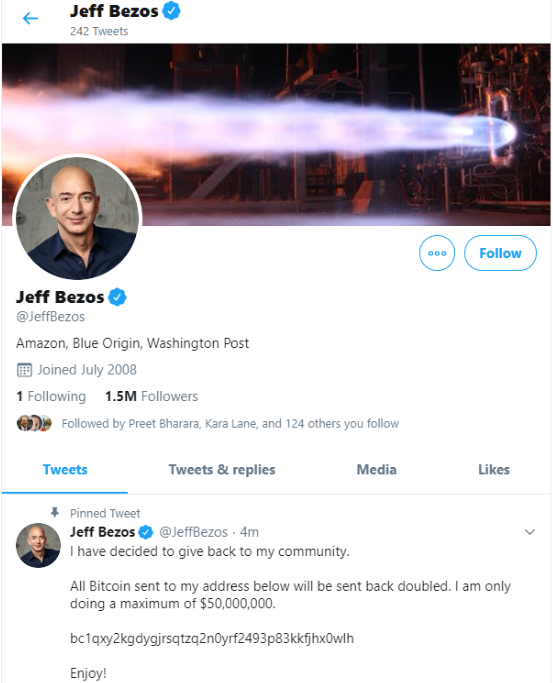 Jeff Bezos
242 Tweets
Follow
Jeff Bezos
@JeffBezos
Amazon, Blue Origin, Washington Post
Joined July 2008
1 Following 1.5M Followers
Followed by Preet Bharara, Kara Lane, and 124 others you follow
Tweets Tweets & replies Media Likes
Pinned Tweet
Jeff Bezos @JeffBezos · 4m
I have decided to give back to my community.
All Bitcoin sent to my address below will be sent back doubled. I am only
doing a maximum of $50,000,000.
bc1qxy2kgdygjrsqtzq2n0yrf2493p83kkfjhx0wlh
Enjoy!